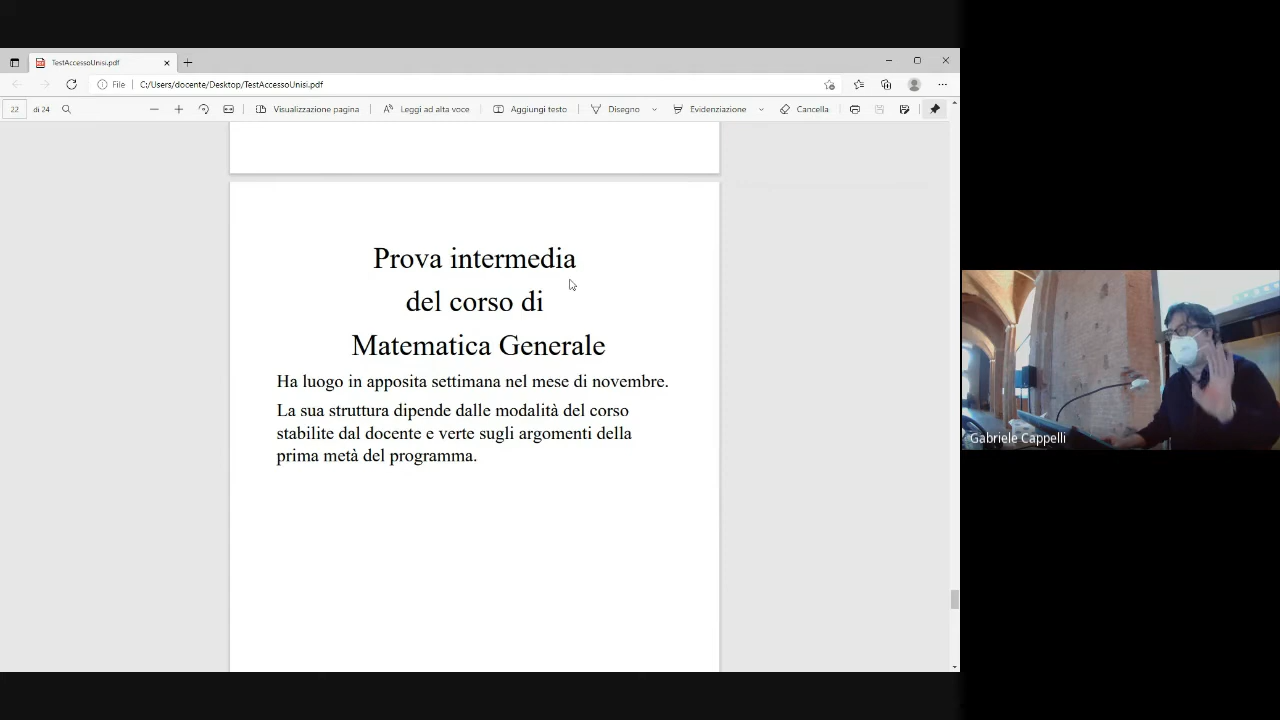 TestAccessoUnisi.pdf
File
C:/Users/docente/Desktop/TestAccessoUnisi.pdf
22 di 24
Visualizzazione pagina
Leggi ad alta voce
Aggiungi testo
Disegno
Evidenziazione
Cancella
Prova intermedia
del corso di
Matematica Generale
Ha luogo in apposita settimana nel mese di novembre.
La sua struttura dipende dalle modalità del corso
stabilite dal docente e verte sugli argomenti della
prima metà del programma.
Gabriele Cappelli